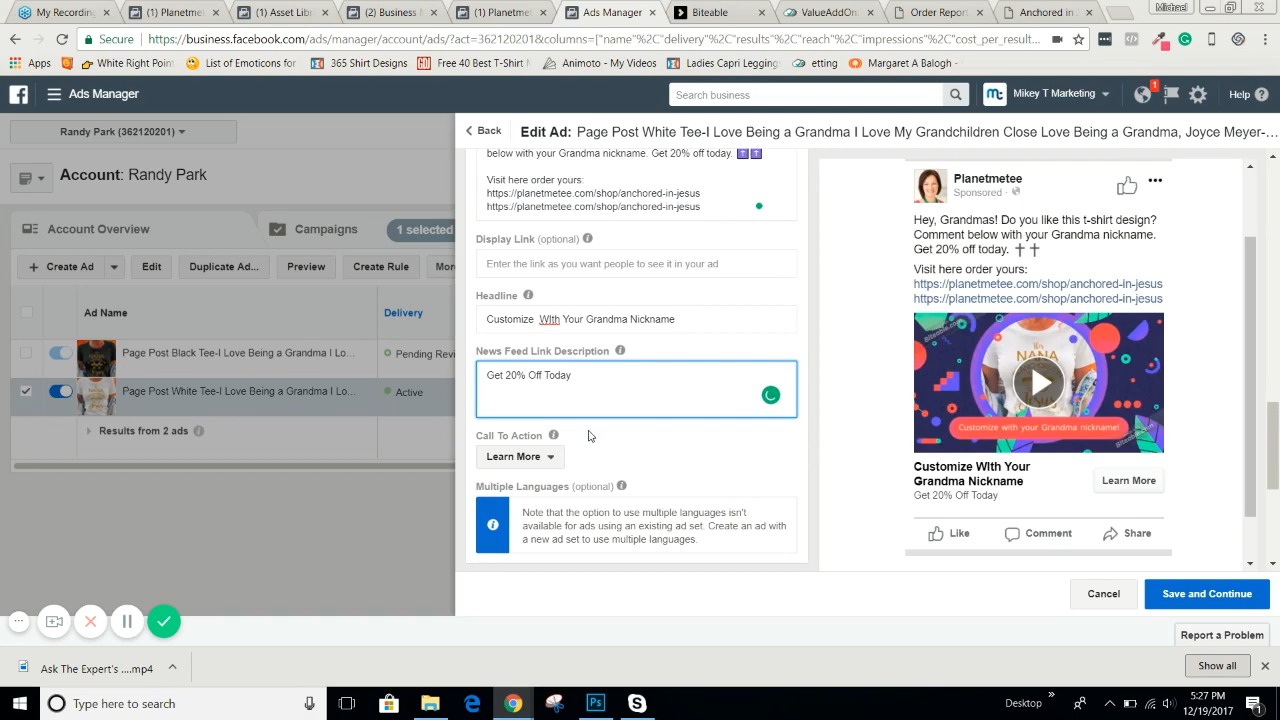 My Recording
(1) Planetmet
(1) Asset Libr
(2) Business
(1) Planetme
Ads Manager
Biteable
ValueAddOn
Order Report
Anchored in
Michael
Secure
https://business.facebook.com/ads/manager/account/ads/?act=362120201&columns=["name"%2C"delivery"%2C"results"%2C"reach"%2C"impressions"%2C"cost_per_result...
Apps
White Right Point
List of Emoticons for
365 Shirt Designs
Free 40 Best T-Shirt
Animoto - My Videos
Ladies Capri Legging
etting
Margaret A Balogh -
Ads Manager
Search business
Mikey T Marketing
1
Help
Randy Park (362120201)
Back
Edit Ad: Page Post White Tee-I Love Being a Grandma I Love My Grandchildren Close Love Being a Grandma, Joyce Meyer-...
Account: Randy Park
Account Overview
Campaigns
1 selected
Create Ad
Edit
Duplicate Ad...
Preview
Create Rule
More
Ad Name
Delivery
Page Post Black Tee-I Love Being a Grandma I Lo...
Pending Revi
Page Post White Tee-I Love Being a Grandma I Lo...
Active
Results from 2 ads
below with your Grandma nickname. Get 20% off today.
Visit here order yours:
https://planetmetee.com/shop/anchored-in-jesus
https://planetmetee.com/shop/anchored-in-jesus
Display Link (optional)
Enter the link as you want people to see it in your ad
Headline
Customize WIth Your Grandma Nickname
News Feed Link Description
Get 20% Off Today
Call To Action
Learn More
Multiple Languages (optional)
Note that the option to use multiple languages isn't
available for ads using an existing ad set. Create an ad with
a new ad set to use multiple languages.
Planetmetee
Sponsored ·
Hey, Grandmas! Do you like this t-shirt design?
Comment below with your Grandma nickname.
Get 20% off today.
Visit here order yours:
https://planetmetee.com/shop/anchored-in-jesus
https://planetmetee.com/shop/anchored-in-jesus
NANA
Jesus
Customize with your Grandma nickname!
Biteable.com
Customize WIth Your
Grandma Nickname
Get 20% Off Today
Learn More
Like
Comment
Share
Cancel
Save and Continue
Report a Problem
Ask The Expert's ....mp4
Show all
Type here to search
Desktop
5:27 PM
12/19/2017